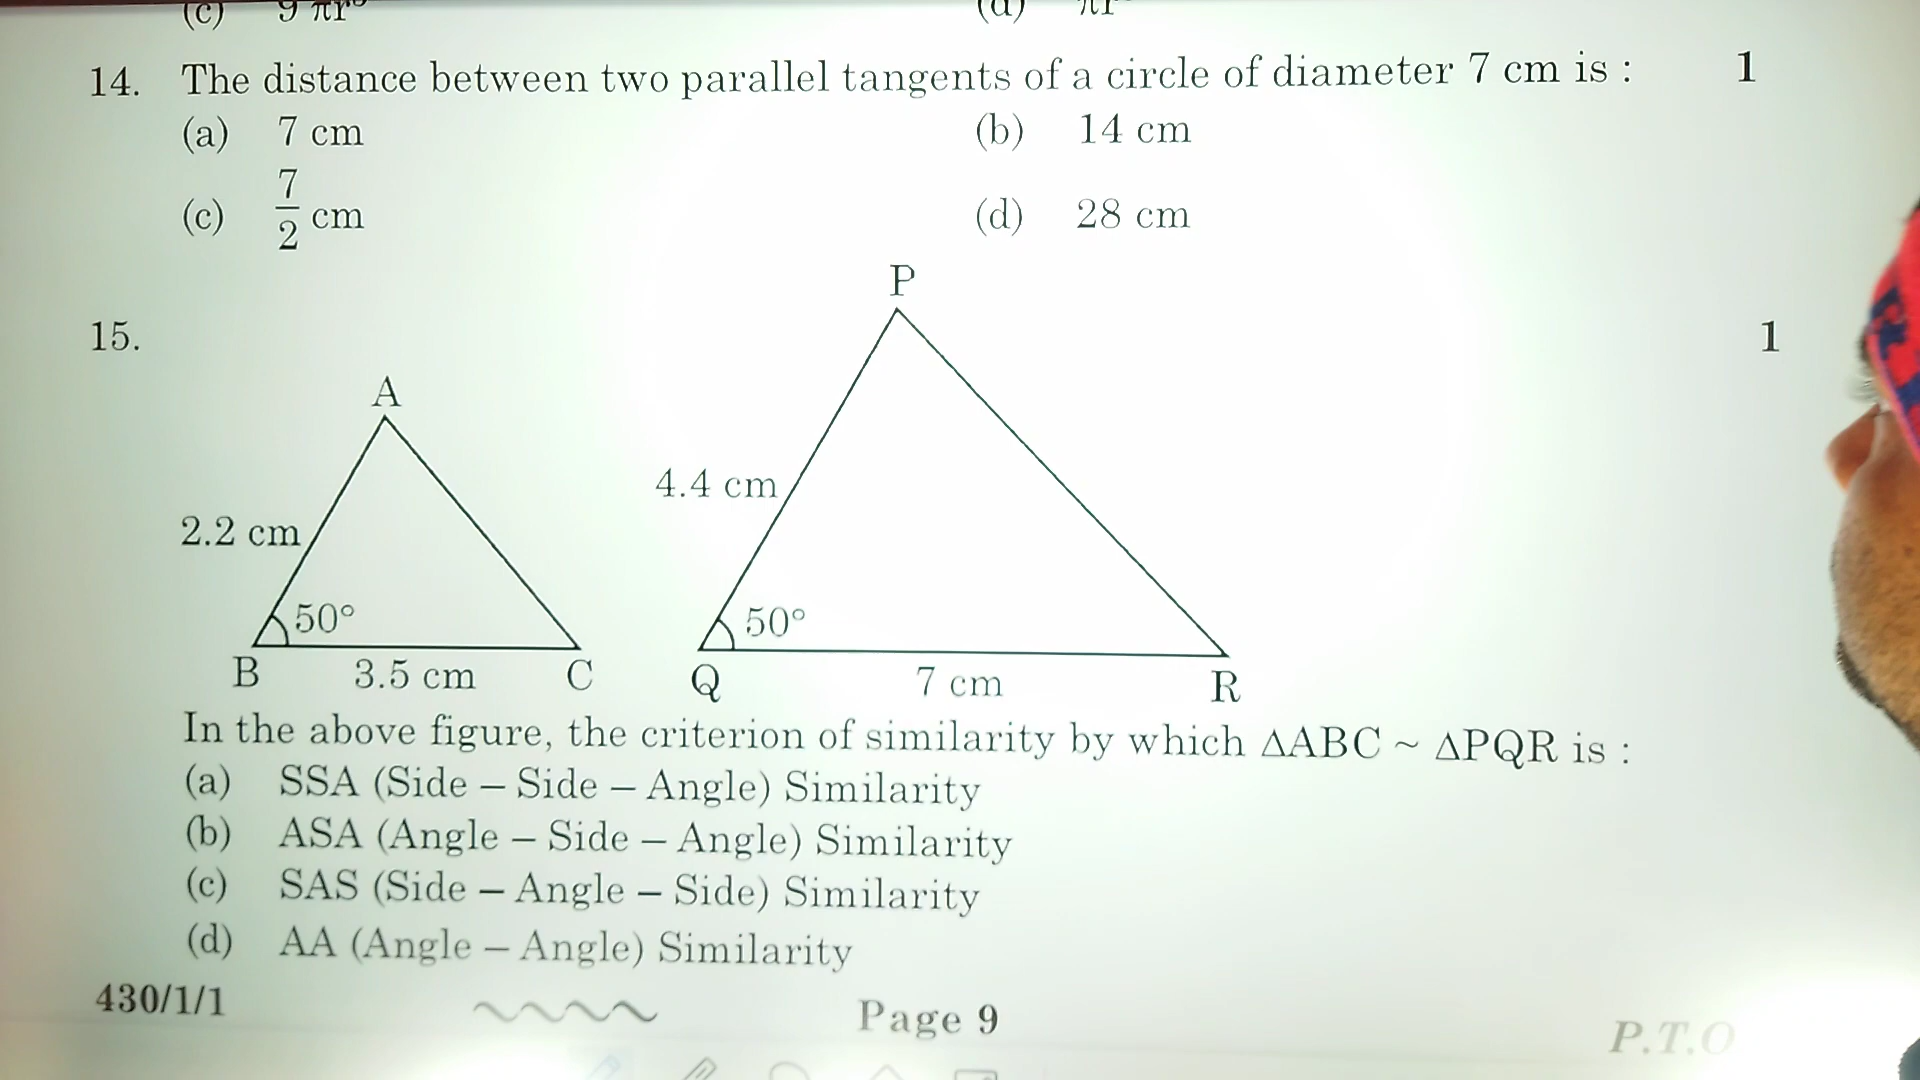 (c) 9 πr³ (d) πr
14. The distance between two parallel tangents of a circle of diameter 7 cm is : 1
(a) 7 cm (b) 14 cm
(c) 7/2 cm (d) 28 cm
P
15. 1
A
4.4 cm
2.2 cm
50° 50°
B 3.5 cm C Q 7 cm R
In the above figure, the criterion of similarity by which ΔABC ~ ΔPQR is :
(a) SSA (Side – Side – Angle) Similarity
(b) ASA (Angle – Side – Angle) Similarity
(c) SAS (Side – Angle – Side) Similarity
(d) AA (Angle – Angle) Similarity
430/1/1 Page 9 P.T.O